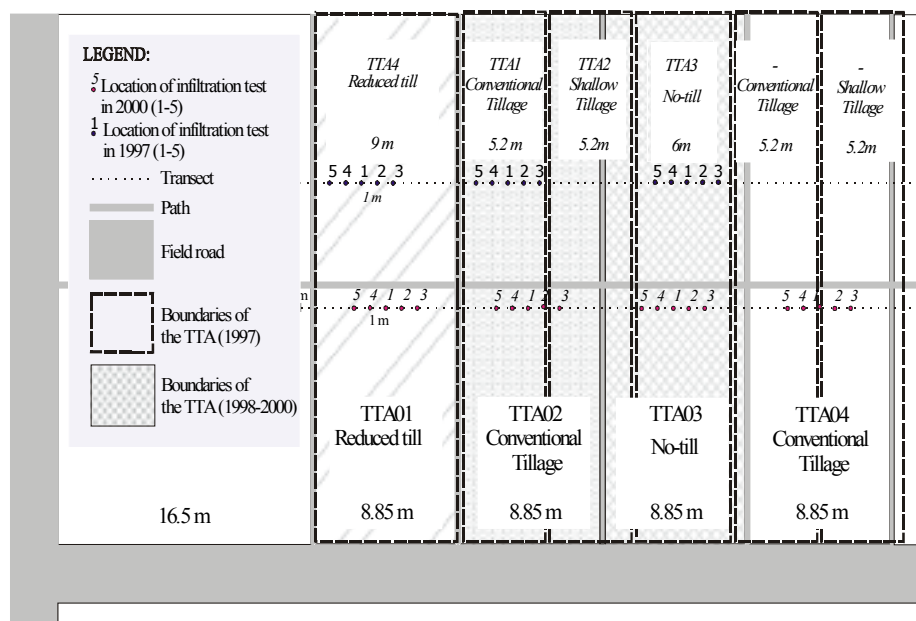 LEGEND:
5 Location of infiltration test
in 2000 (1-5)
1 Location of infiltration test
in 1997 (1-5)
Transect
Path
Field road
Boundaries of
the TTA (1997)
Boundaries of
the TTA (1998-2000)
TTA4
Reduced till
9 m
TTA1
Conventional
Tillage
5.2 m
TTA2
Shallow
Tillage
5.2m
TTA3
No-till
6m
-
Conventional
Tillage
5.2 m
-
Shallow
Tillage
5.2m
5 4 1 2 3
1 m
5 4 1 2 3
5 4 1 2 3
m
5 4 1 2 3
1 m
5 4 1 2 3
5 4 1 2 3
5 4 1 2 3
TTA01
Reduced till
8.85 m
TTA02
Conventional
Tillage
8.85 m
TTA03
No-till
8.85 m
TTA04
Conventional
Tillage
8.85 m
16.5 m